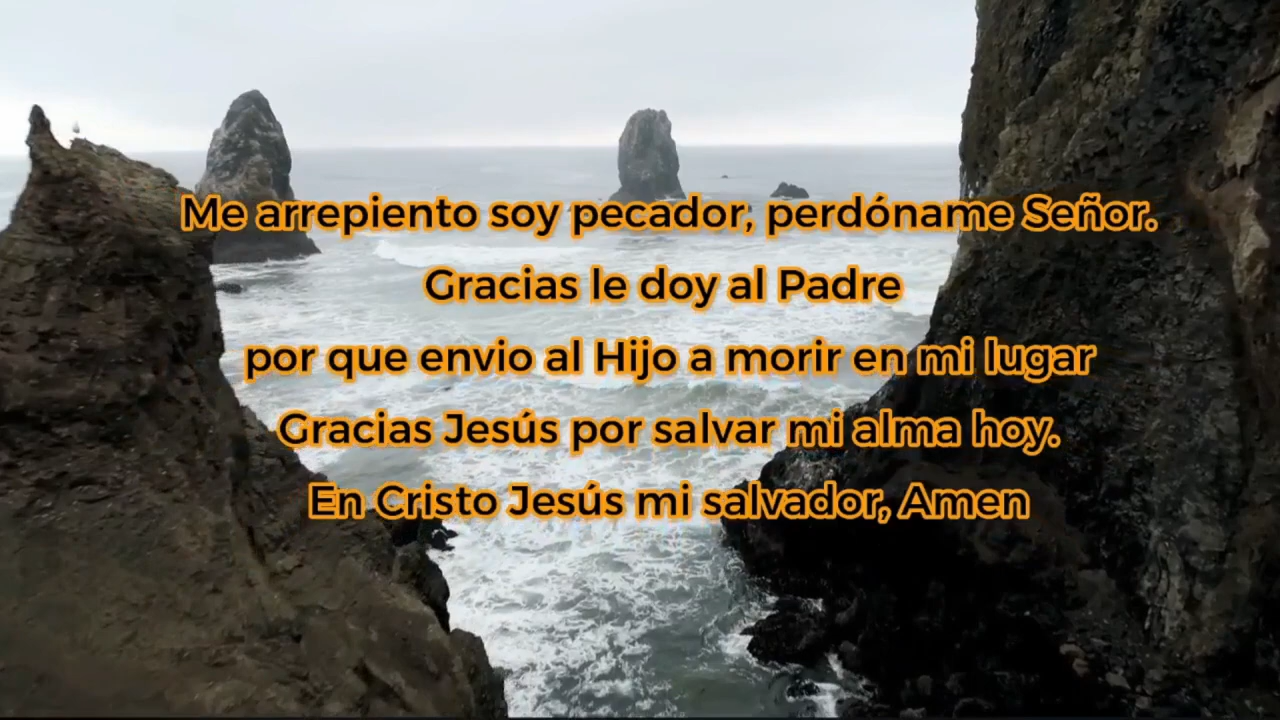 Me arrepiento soy pecador, perdóname Señor.
Gracias le doy al Padre
por que envio al Hijo a morir en mi lugar
Gracias Jesús por salvar mi alma hoy.
En Cristo Jesús mi salvador, Amen